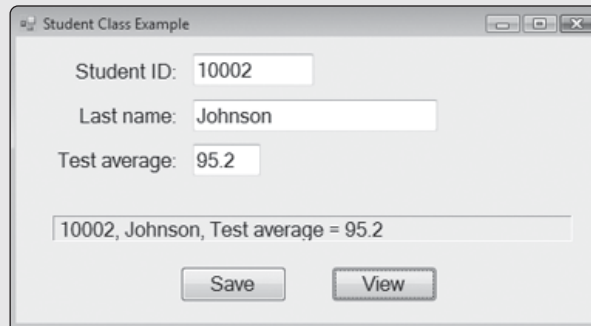 Student Class Example
Student ID: 10002
Last name: Johnson
Test average: 95.2
10002, Johnson, Test average = 95.2
Save View